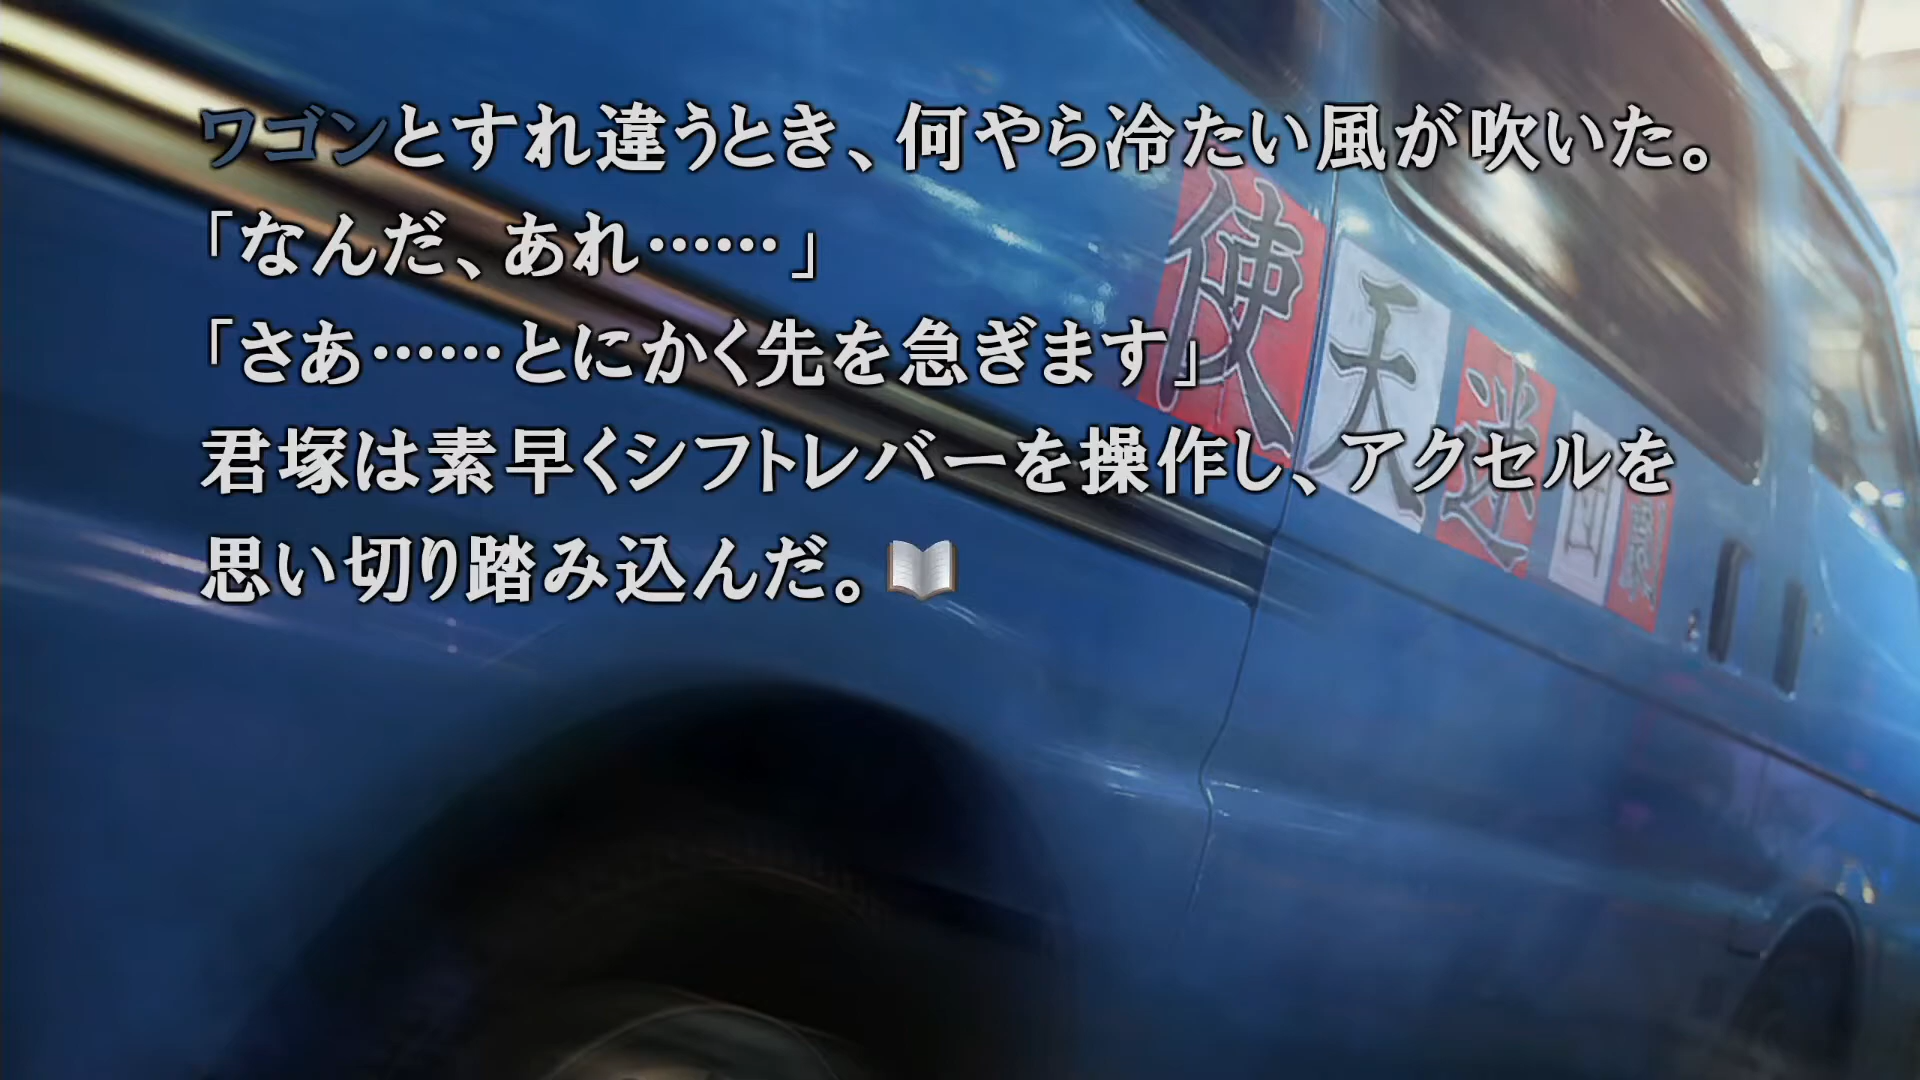 ワゴンとすれ違うとき、何やら冷たい風が吹いた。
「なんだ、あれ……」
「さあ……とにかく先を急ぎます」
君塚は素早くシフトレバーを操作し、アクセルを
思い切り踏み込んだ。
使天迷